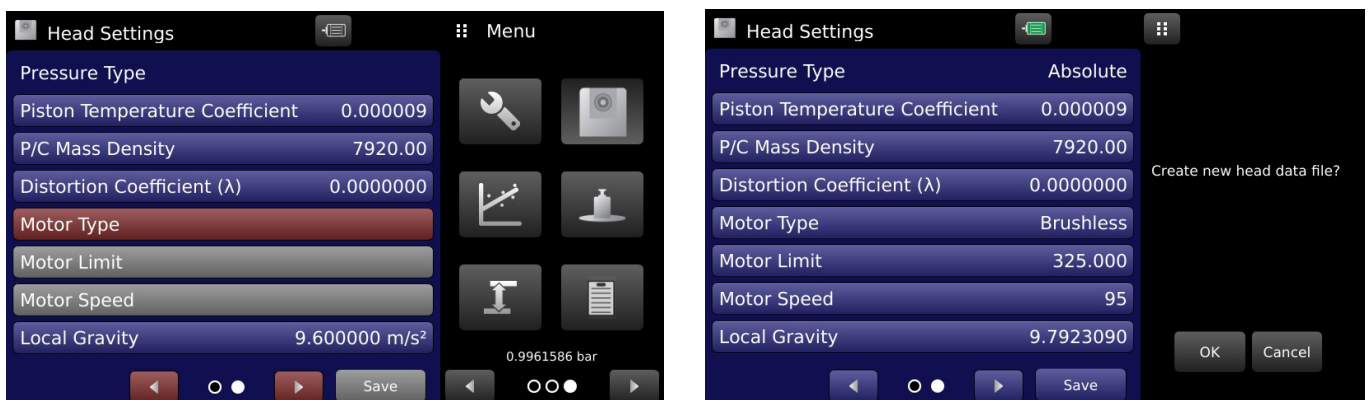 Head Settings
Menu
Pressure Type
Piston Temperature Coefficient 0.000009
P/C Mass Density 7920.00
Distortion Coefficient (λ) 0.0000000
Motor Type
Motor Limit
Motor Speed
Local Gravity 9.600000 m/s²
0.9961586 bar
Save
Head Settings
Pressure Type Absolute
Piston Temperature Coefficient 0.000009
P/C Mass Density 7920.00
Distortion Coefficient (λ) 0.0000000
Motor Type Brushless
Motor Limit 325.000
Motor Speed 95
Local Gravity 9.7923090
Save
Create new head data file?
OK Cancel